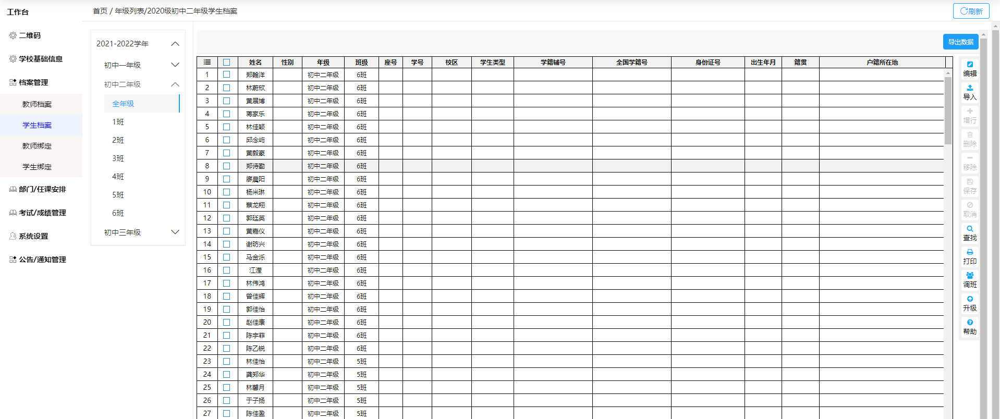 工作台
首页 / 年级列表/2020级初中二年级学生档案
刷新
二维码
学校基础信息
档案管理
教师档案
学生档案
教师绑定
学生绑定
部门/任课安排
考试/成绩管理
系统设置
公告/通知管理
2021-2022学年
初中一年级
初中二年级
全年级
1班
2班
3班
4班
5班
6班
初中三年级
导出数据
姓名 性别 年级 班级 座号 学号 校区 学生类型 学籍辅号 全国学籍号 身份证号 出生年月 籍贯 户籍所在地
1 郑翰洋 初中二年级 6班
2 林蔚欣 初中二年级 6班
3 黄展博 初中二年级 6班
4 蒋家乐 初中二年级 6班
5 林佳颖 初中二年级 6班
6 邱念屿 初中二年级 6班
7 黄毅豪 初中二年级 6班
8 郑诗勤 初中二年级 6班
9 廖晨阳 初中二年级 6班
10 杨米琳 初中二年级 6班
11 蔡龙翔 初中二年级 6班
12 郭廷英 初中二年级 6班
13 黄嘉仪 初中二年级 6班
14 谢昉兴 初中二年级 6班
15 马金泺 初中二年级 6班
16 江滢 初中二年级 6班
17 林伟鸿 初中二年级 6班
18 曾佳辉 初中二年级 6班
19 郭佳怡 初中二年级 6班
20 赵佳康 初中二年级 6班
21 陈宇菲 初中二年级 6班
22 陈乙锐 初中二年级 6班
23 林佳怡 初中二年级 5班
24 龚郑华 初中二年级 5班
25 林馨月 初中二年级 5班
26 于子扬 初中二年级 5班
27 陈佳盈 初中二年级 5班
编辑
导入
增行
删除
移除
保存
取消
查找
打印
调班
升级
帮助